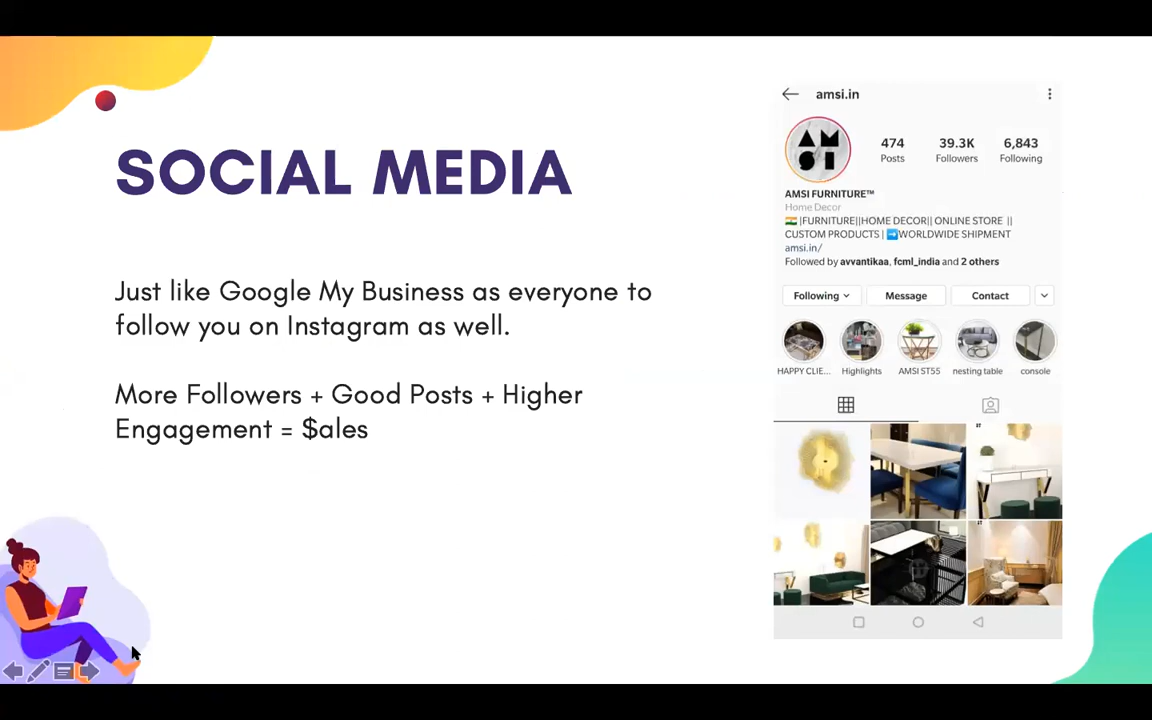 SOCIAL MEDIA
Just like Google My Business as everyone to
follow you on Instagram as well.
More Followers + Good Posts + Higher
Engagement = $ales
amsi.in
AMSI
474
Posts
39.3K
Followers
6,843
Following
AMSI FURNITURE™
Home Decor
🇮🇳 |FURNITURE||HOME DECOR|| ONLINE STORE ||
CUSTOM PRODUCTS | ➡️WORLDWIDE SHIPMENT
amsi.in/
Followed by avvantikaa, fcml_india and 2 others
Following
Message
Contact
HAPPY CLIE...
Highlights
AMSI ST55
nesting table
console